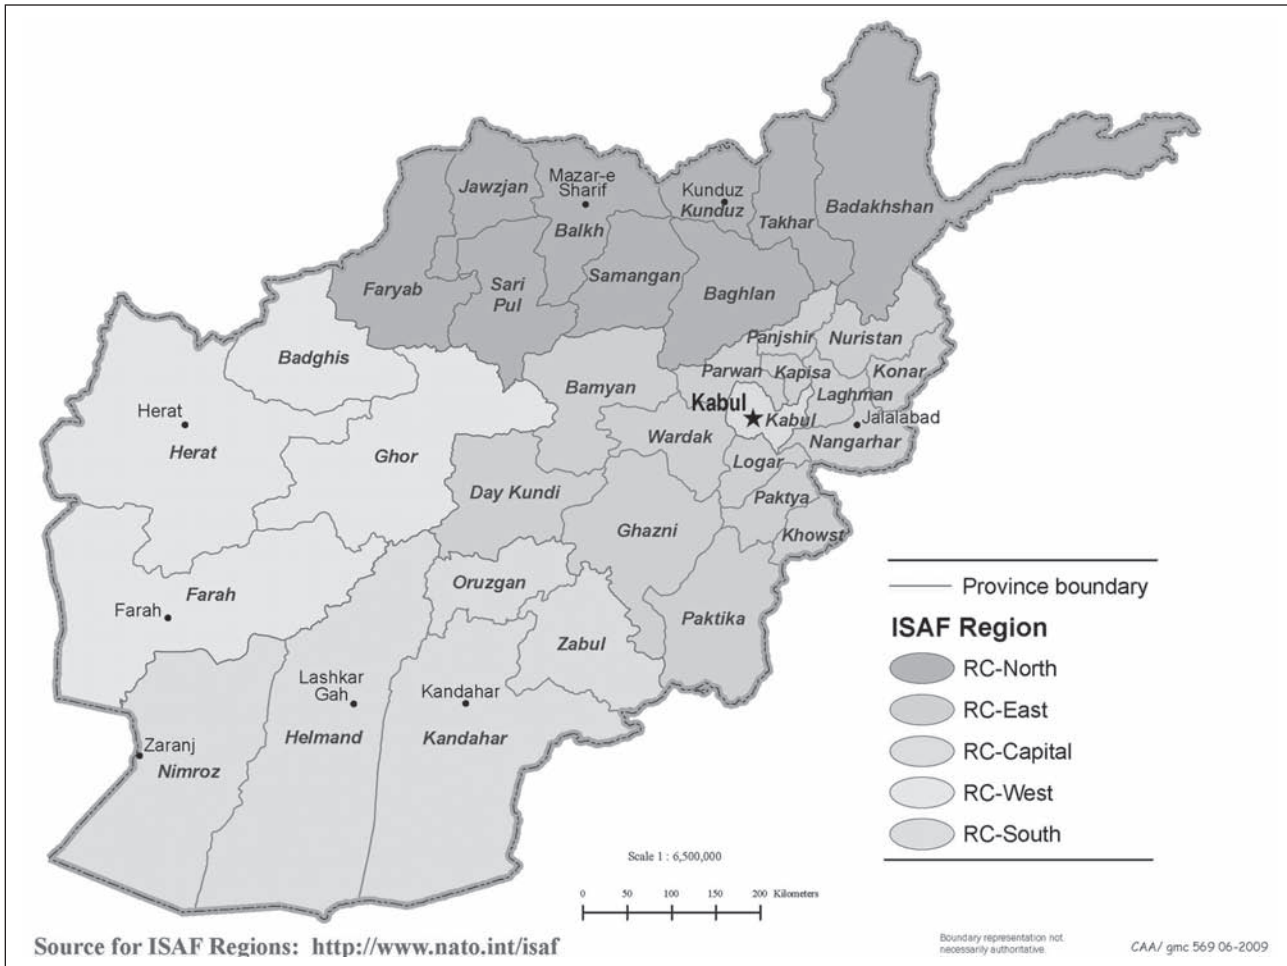 Jawzjan
Mazar-e
Sharif
Balkh
Kunduz
Kunduz
Takhar
Badakhshan
Faryab
Sari
Pul
Samangan
Baghlan
Badghis
Panjshir
Nuristan
Bamyan
Parwan
Kapisa
Konar
Laghman
Herat
Herat
Ghor
Kabul
Kabul
Jalalabad
Wardak
Nangarhar
Logar
Day Kundi
Paktya
Ghazni
Khowst
Farah
Farah
Oruzgan
Paktika
Zabul
Lashkar
Gah
Kandahar
Helmand
Kandahar
Zaranj
Nimroz
Province boundary
ISAF Region
RC-North
RC-East
RC-Capital
RC-West
RC-South
Scale 1 : 6,500,000
0 50 100 150 200 Kilometers
Source for ISAF Regions: http://www.nato.int/isaf
Boundary representation not
necessarily authoritative.
CAA/ gmc 569 06-2009